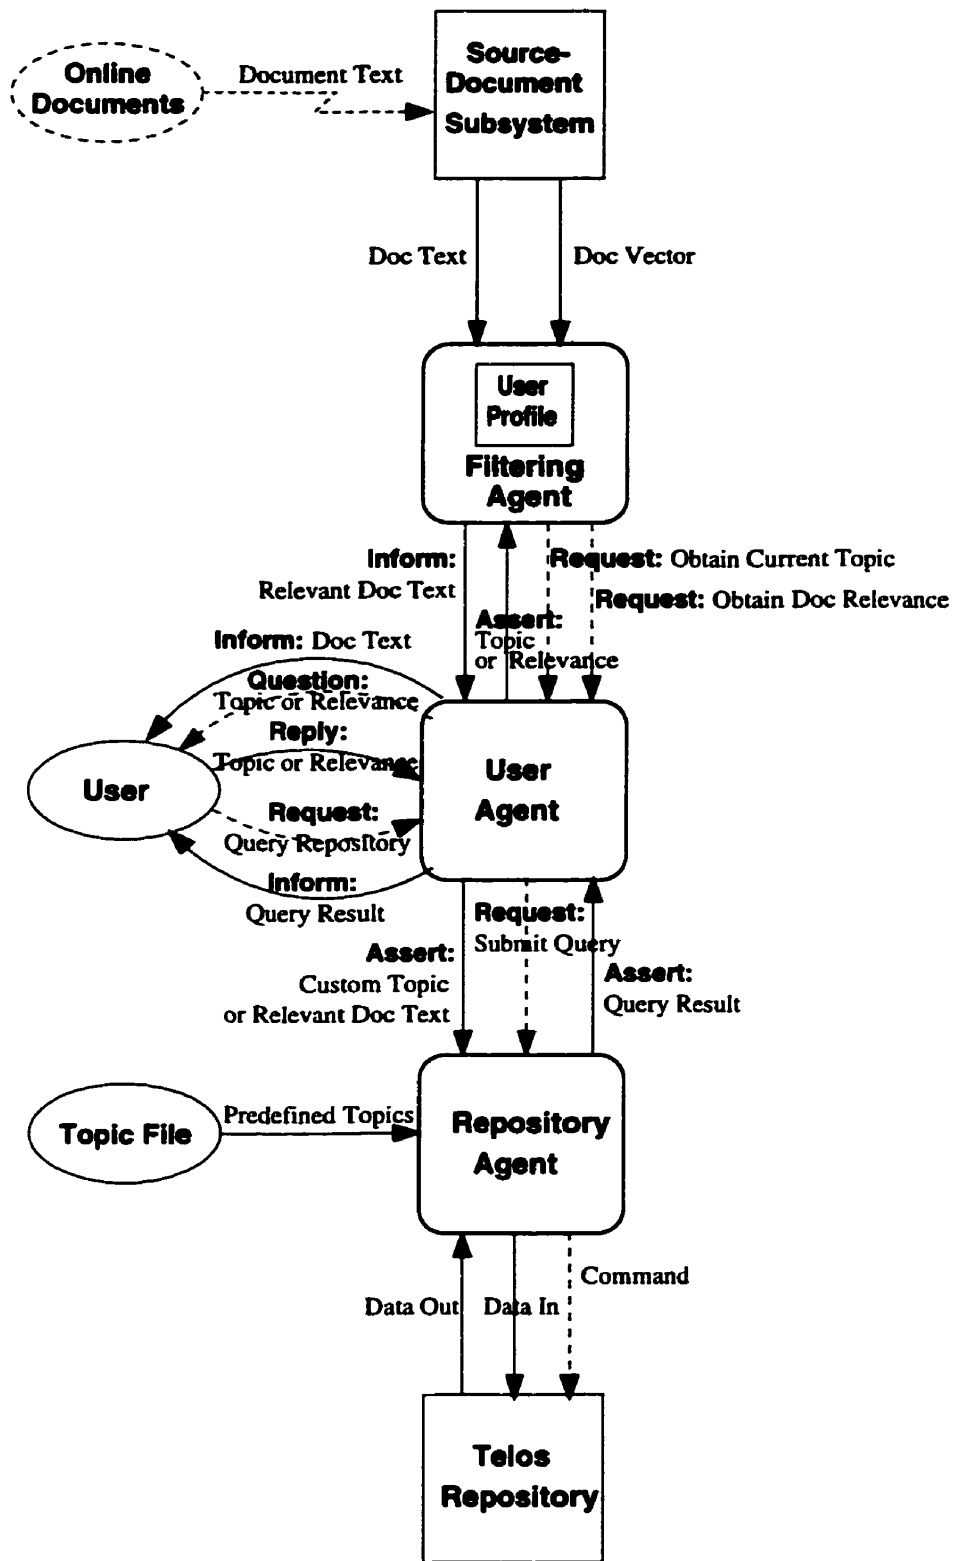 Online
Documents
Document Text
Source-
Document
Subsystem
Doc Text
Doc Vector
User
Profile
Filtering
Agent
Inform:
Relevant Doc Text
Request: Obtain Current Topic
Request: Obtain Doc Relevance
Assert:
Topic
or Relevance
Inform: Doc Text
Question:
Topic or Relevance
Reply:
Topic or Relevance
User
Request:
Query Repository
Inform:
Query Result
User
Agent
Request:
Submit Query
Assert:
Custom Topic
or Relevant Doc Text
Assert:
Query Result
Topic File
Predefined Topics
Repository
Agent
Data Out
Data In
Command
Telos
Repository